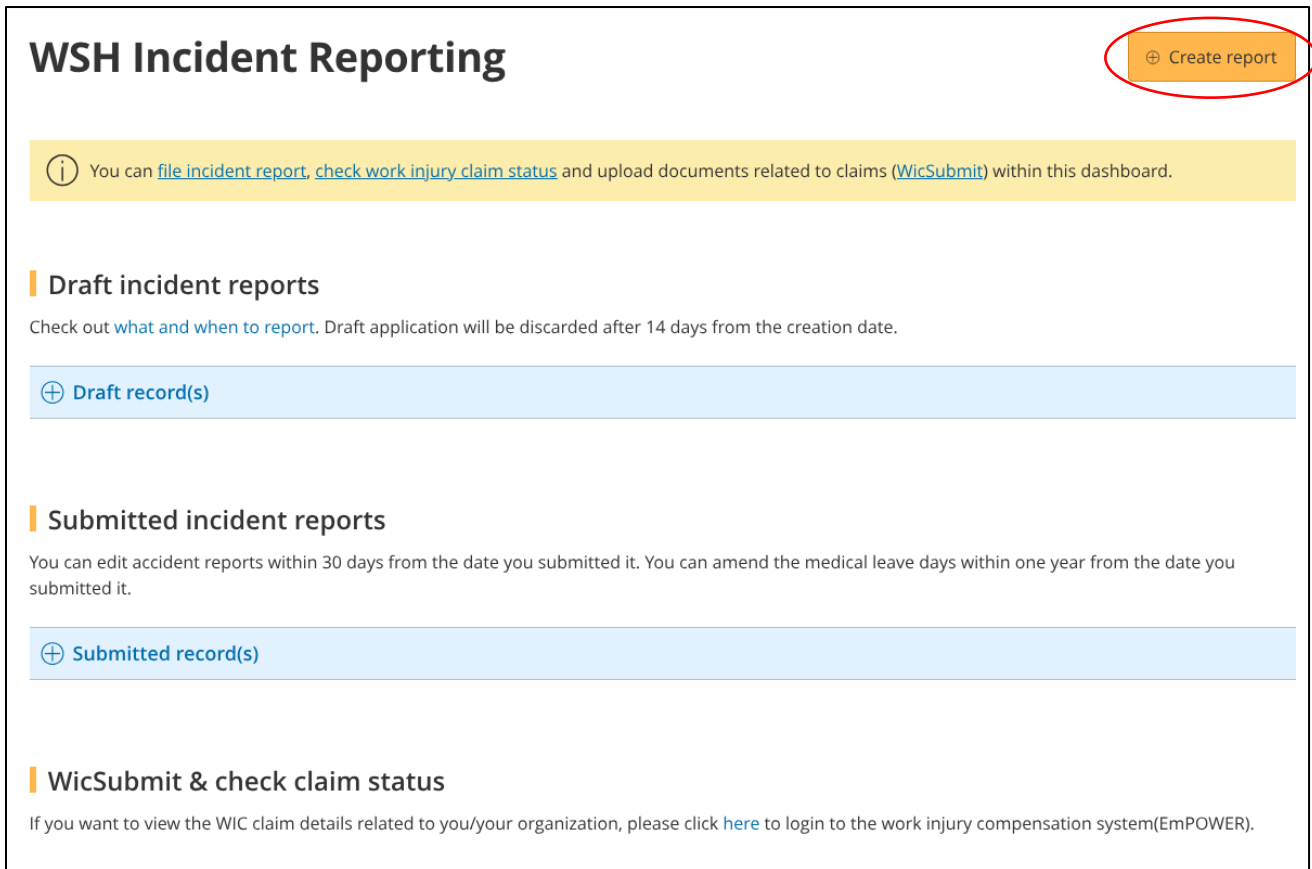 WSH Incident Reporting
Create report
You can file incident report, check work injury claim status and upload documents related to claims (WicSubmit) within this dashboard.
Draft incident reports
Check out what and when to report. Draft application will be discarded after 14 days from the creation date.
Draft record(s)
Submitted incident reports
You can edit accident reports within 30 days from the date you submitted it. You can amend the medical leave days within one year from the date you
submitted it.
Submitted record(s)
WicSubmit & check claim status
If you want to view the WIC claim details related to you/your organization, please click here to login to the work injury compensation system(EmPOWER).